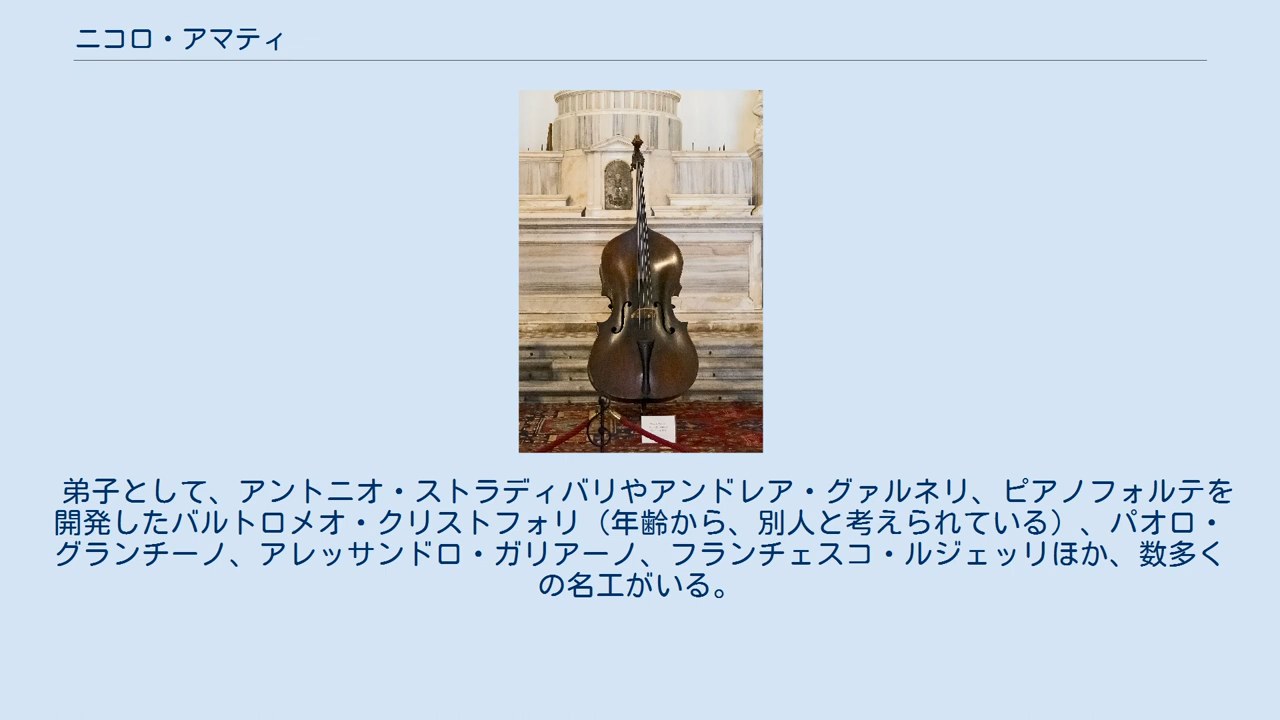 ニコロ・アマティ
弟子として、アントニオ・ストラディバリやアンドレア・グァルネリ、ピアノフォルテを
開発したバルトロメオ・クリストフォリ（年齢から、別人と考えられている）、パオロ・
グランチーノ、アレッサンドロ・ガリアーノ、フランチェスコ・ルジェッリほか、数多く
の名工がいる。